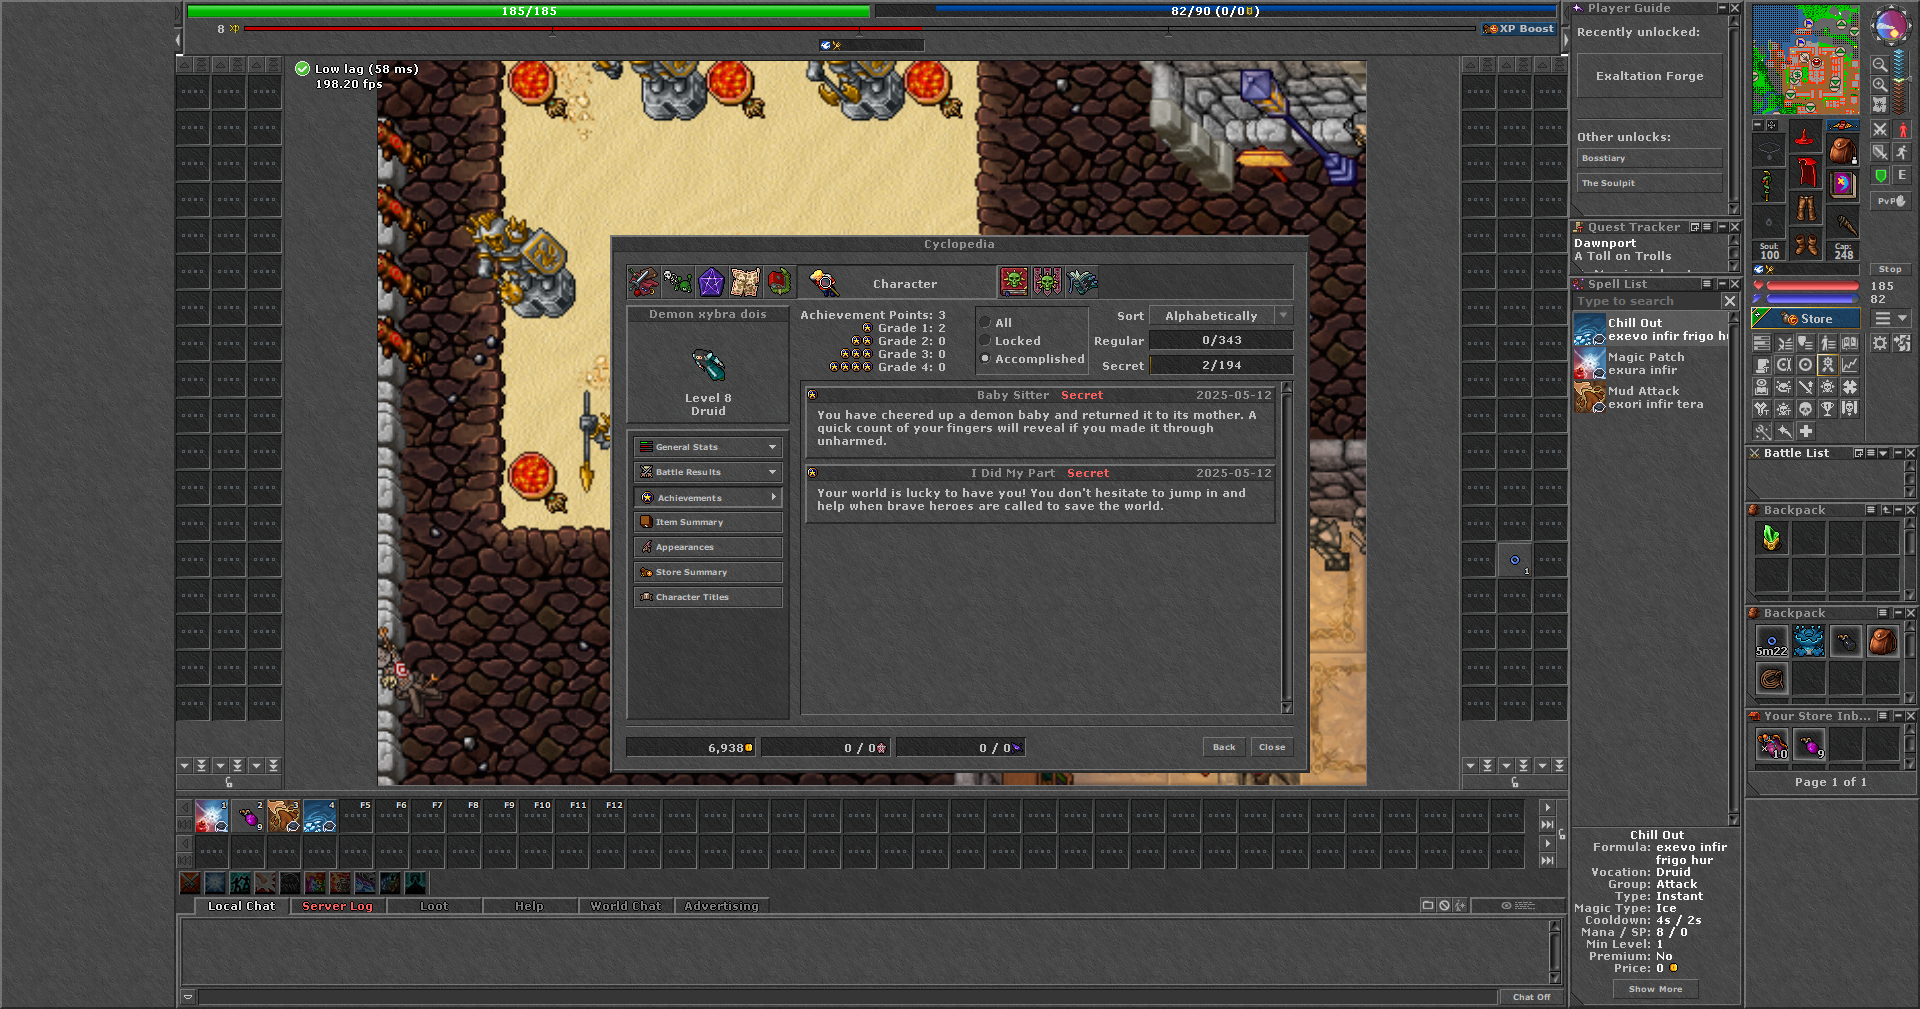 185/185
82/90 (0/0)
8 XP
XP Boost
Low lag (58 ms)
198.20 fps
Cyclopedia
Character
Demon xybra dois
Level 8
Druid
General Stats
Battle Results
Achievements
Item Summary
Appearances
Store Summary
Character Titles
Achievement Points: 3
Grade 1: 2
Grade 2: 0
Grade 3: 0
Grade 4: 0
All
Locked
Accomplished
Sort Alphabetically
Regular 0/343
Secret 2/194
Baby Sitter Secret 2025-05-12
You have cheered up a demon baby and returned it to its mother. A
quick count of your fingers will reveal if you made it through
unharmed.
I Did My Part Secret 2025-05-12
Your world is lucky to have you! You don't hesitate to jump in and
help when brave heroes are called to save the world.
6,938
0 / 0
0 / 0
Back
Close
1
1 2 3 4 F5 F6 F7 F8 F9 F10 F11 F12
9
Local Chat
Server Log
Loot
Help
World Chat
Advertising
Chat Off
Player Guide
Recently unlocked:
Exaltation Forge
Other unlocks:
Bosstiary
The Soulpit
Quest Tracker
Dawnport
A Toll on Trolls
Spell List
Type to search
Chill Out
exevo infir frigo h
Magic Patch
exura infir
Mud Attack
exori infir tera
Chill Out
Formula: exevo infir
frigo hur
Vocation: Druid
Group: Attack
Type: Instant
Magic Type: Ice
Cooldown: 4s / 2s
Mana / SP: 8 / 0
Min Level: 1
Premium: No
Price: 0
Show More
E
PvP
Soul:
100
Cap:
248
Stop
185
82
Store
Battle List
Backpack
Backpack
5m22
Your Store Inb...
10
9
Page 1 of 1